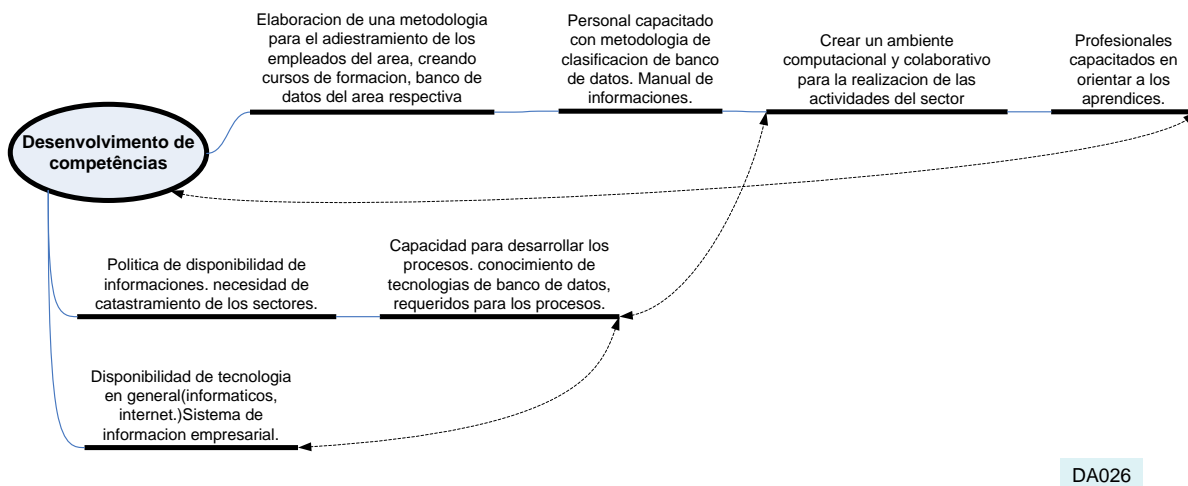 Elaboracion de una metodologia
para el adiestramiento de los
empleados del area, creando
cursos de formacion, banco de
datos del area respectiva
Personal capacitado
con metodologia de
clasificacion de banco
de datos. Manual de
informaciones.
Crear un ambiente
computacional y colaborativo
para la realizacion de las
actividades del sector
Profesionales
capacitados en
orientar a los
aprendices.
Desenvolvimento de
competências
Politica de disponibilidad de
informaciones. necesidad de
catastramiento de los sectores.
Capacidad para desarrollar los
procesos. conocimiento de
tecnologias de banco de datos,
requeridos para los procesos.
Disponibilidad de tecnologia
en general(informaticos,
internet.)Sistema de
informacion empresarial.
DA026